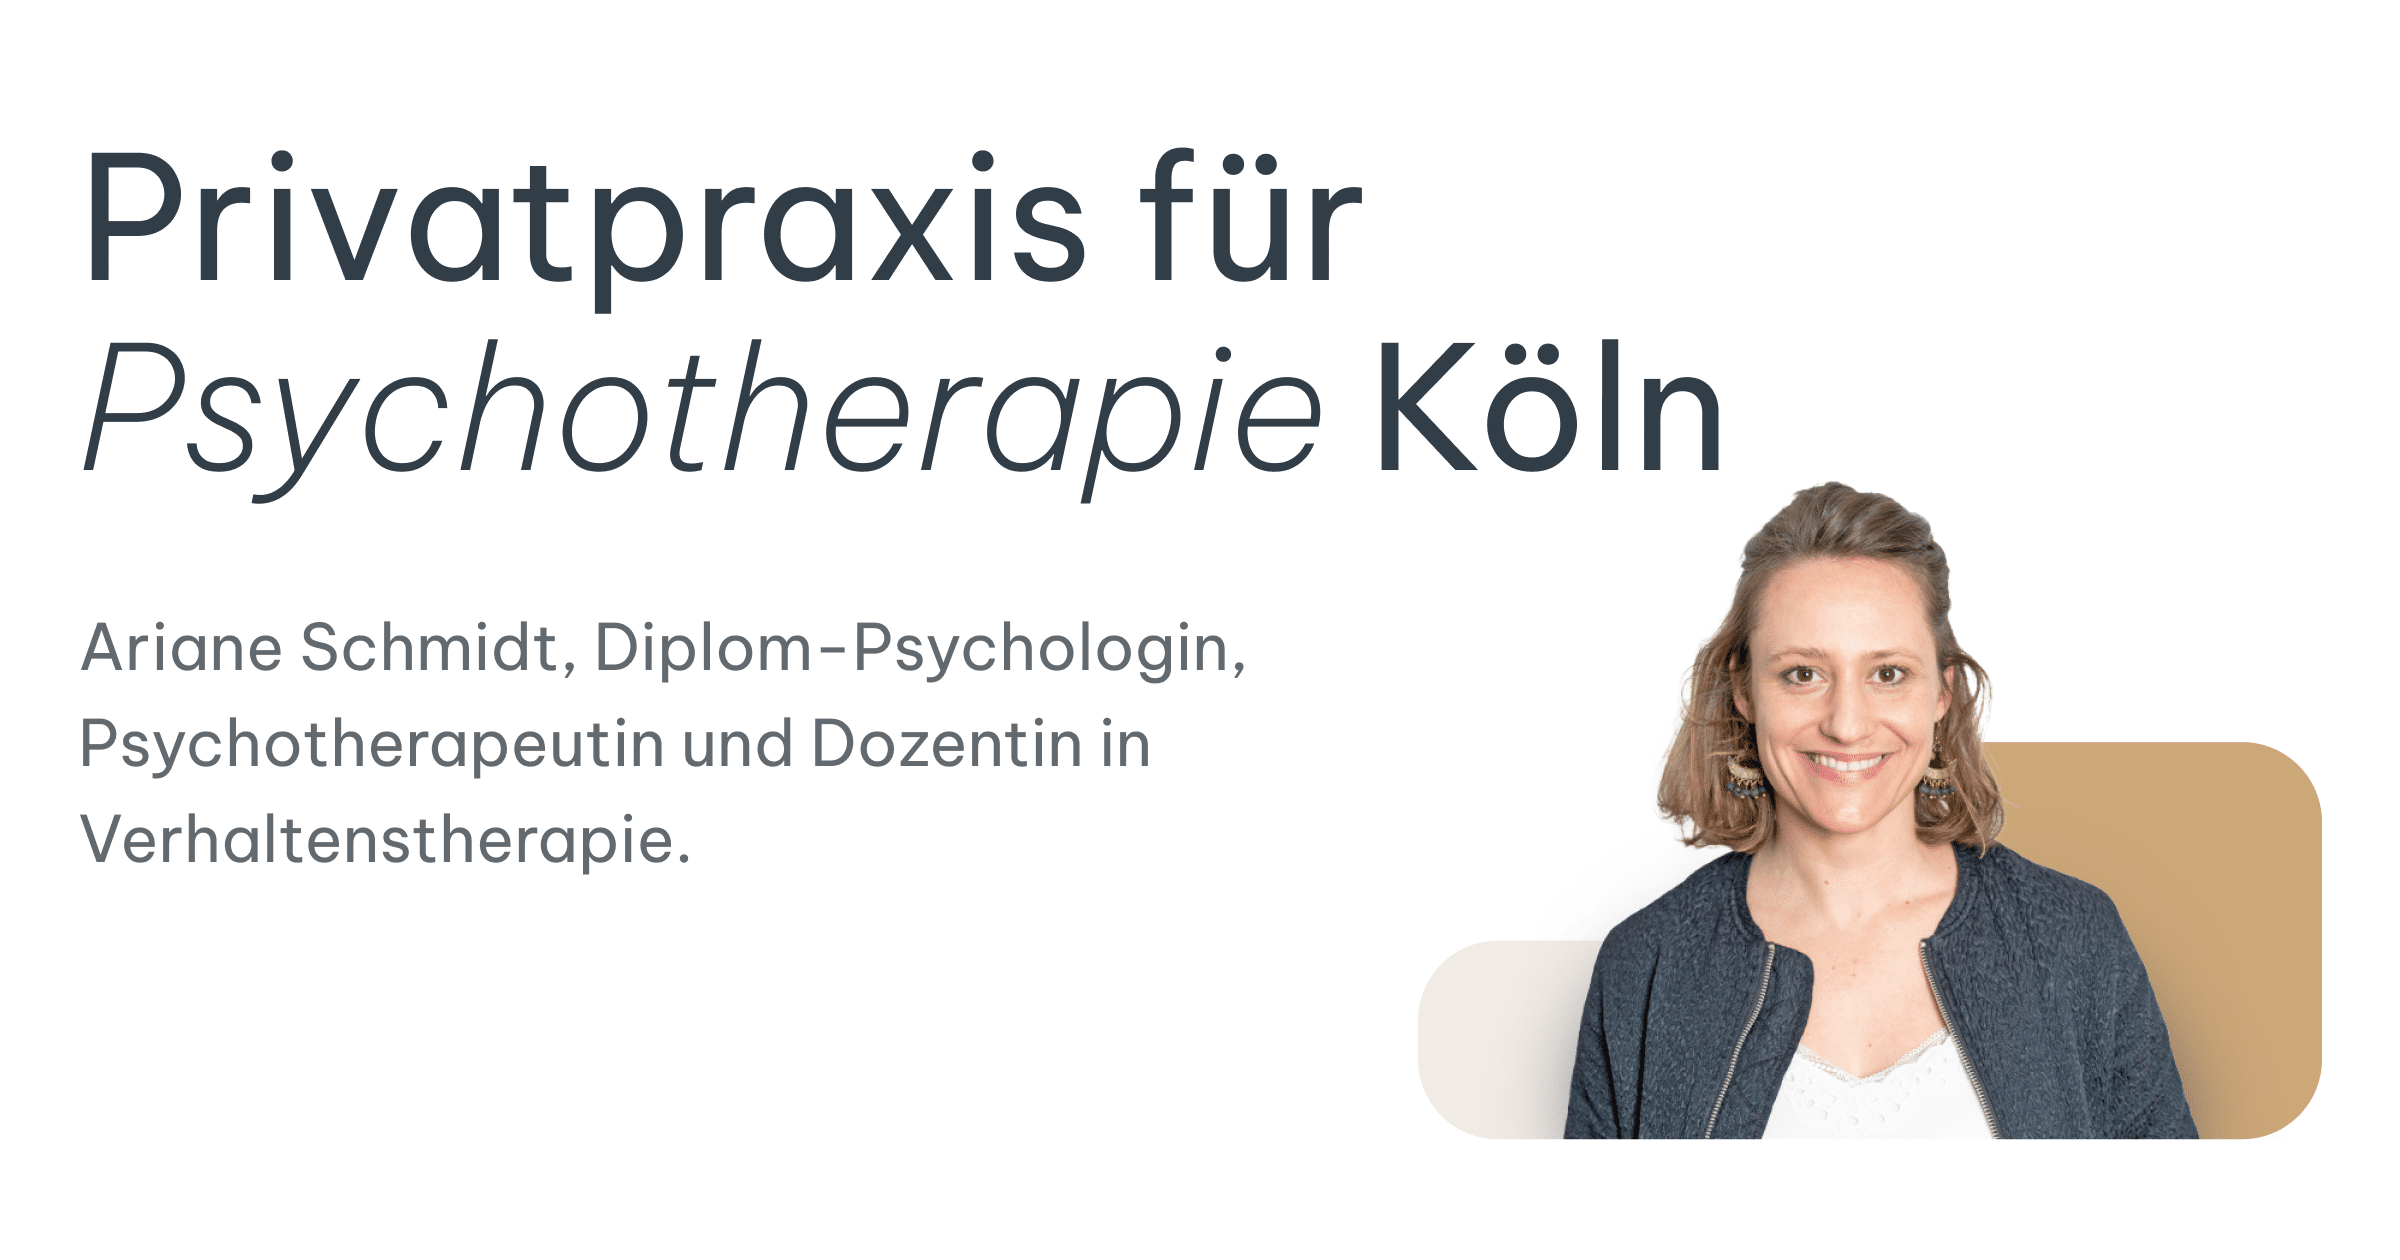 Privatpraxis für
Psychotherapie Köln
Ariane Schmidt, Diplom-Psychologin,
Psychotherapeutin und Dozentin in
Verhaltenstherapie.